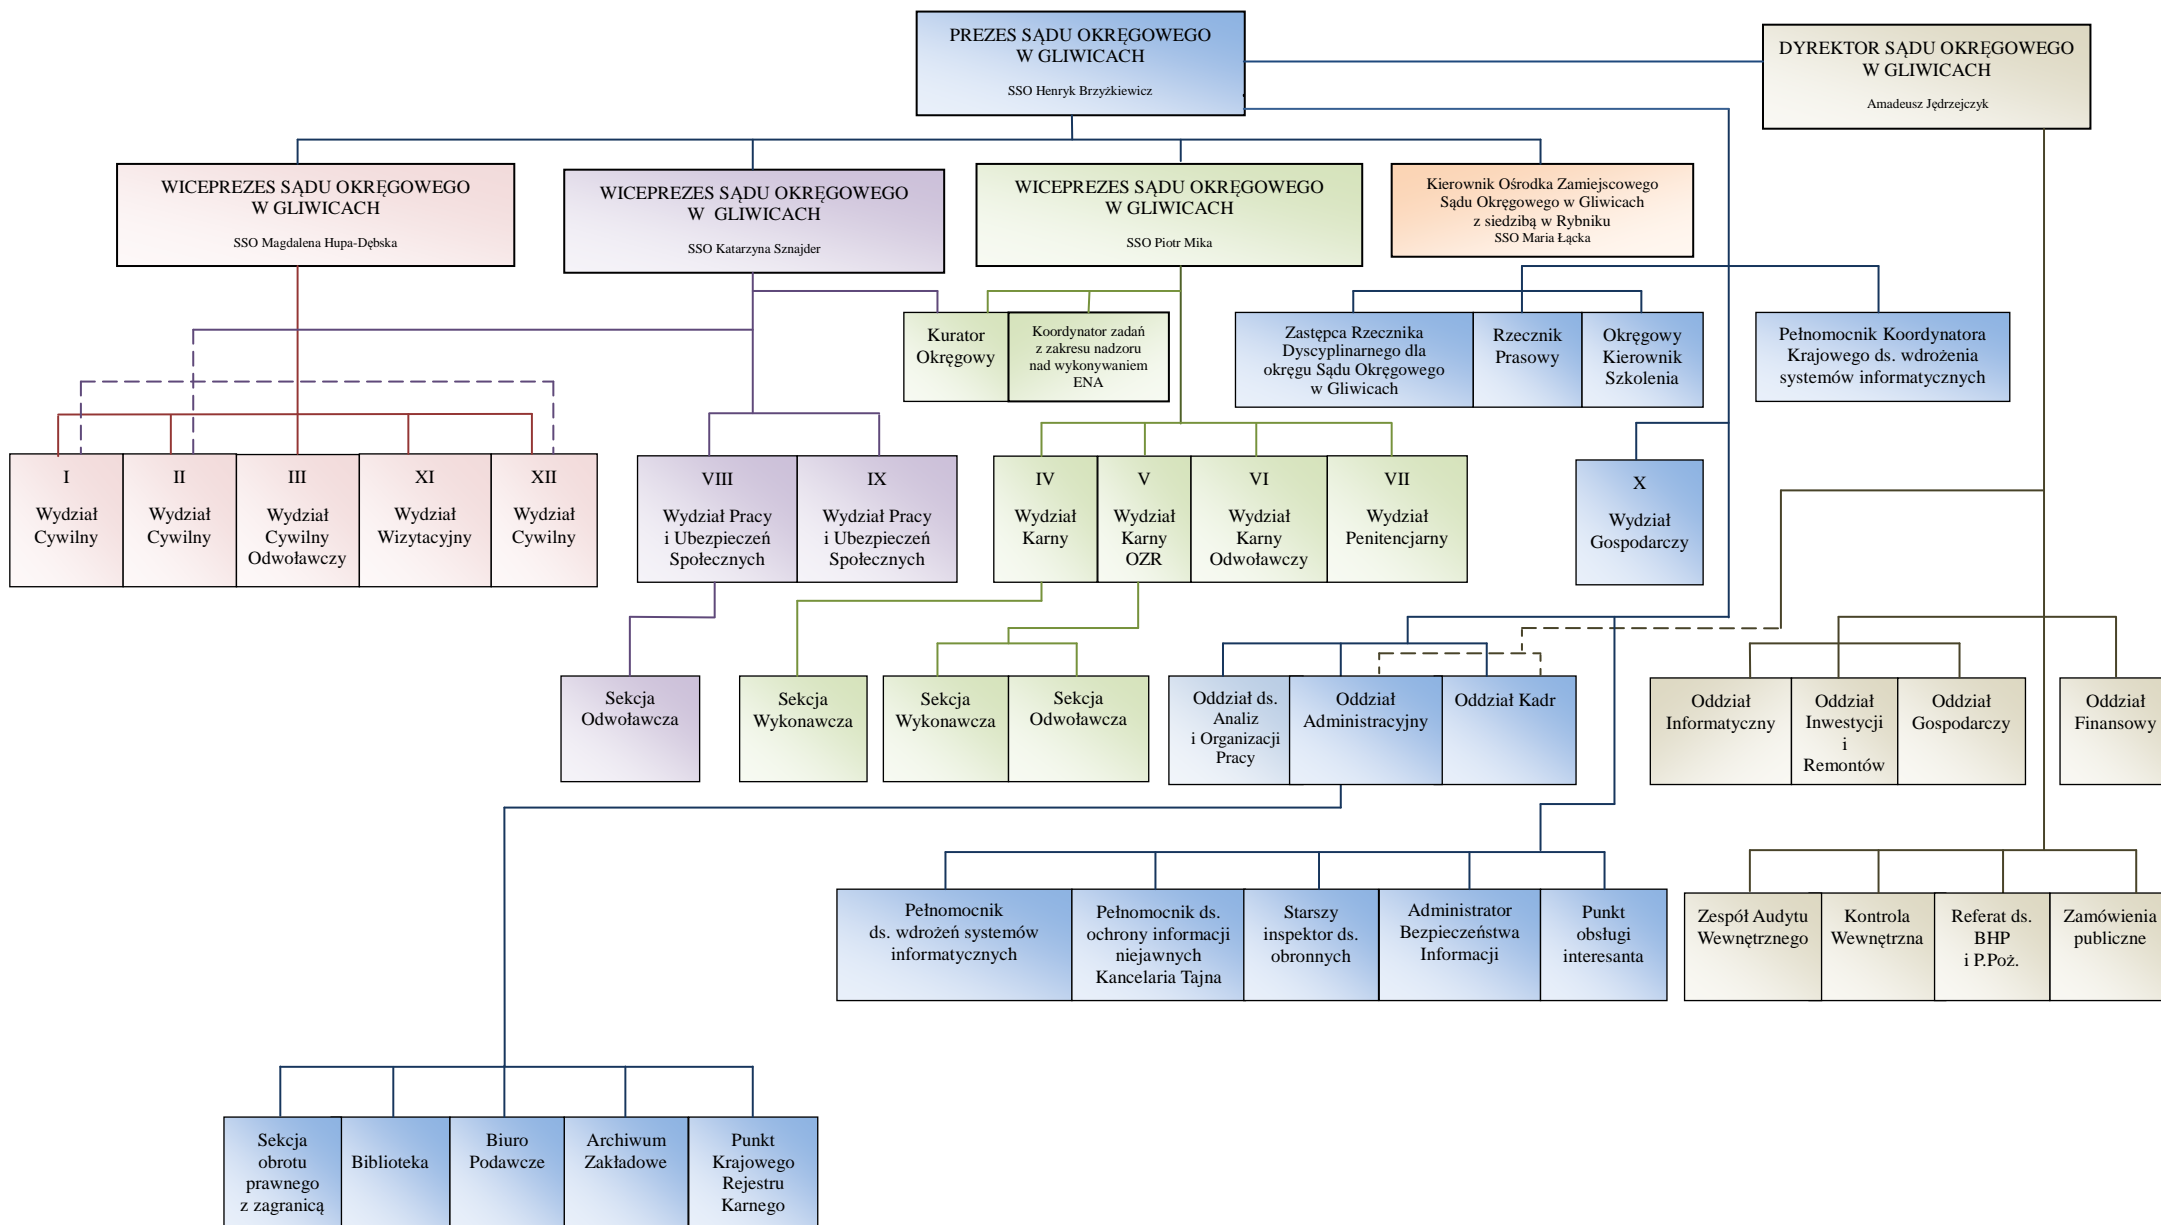 PREZES SĄDU OKRĘGOWEGO
W GLIWICACH
SSO Henryk Brzyżkiewicz
DYREKTOR SĄDU OKRĘGOWEGO
W GLIWICACH
Amadeusz Jędrzejczyk
WICEPREZES SĄDU OKRĘGOWEGO
W GLIWICACH
SSO Magdalena Hupa-Dębska
WICEPREZES SĄDU OKRĘGOWEGO
W GLIWICACH
SSO Katarzyna Sznajder
WICEPREZES SĄDU OKRĘGOWEGO
W GLIWICACH
SSO Piotr Mika
Kierownik Ośrodka Zamiejscowego
Sądu Okręgowego w Gliwicach
z siedzibą w Rybniku
SSO Maria Łącka
Kurator
Okręgowy
Koordynator zadań
z zakresu nadzoru
nad wykonywaniem
ENA
Zastępca Rzecznika
Dyscyplinarnego dla
okręgu Sądu Okręgowego
w Gliwicach
Rzecznik
Prasowy
Okręgowy
Kierownik
Szkolenia
Pełnomocnik Koordynatora
Krajowego ds. wdrożenia
systemów informatycznych
I
Wydział
Cywilny
II
Wydział
Cywilny
III
Wydział
Cywilny
Odwoławczy
XI
Wydział
Wizytacyjny
XII
Wydział
Cywilny
VIII
Wydział Pracy
i Ubezpieczeń
Społecznych
IX
Wydział Pracy
i Ubezpieczeń
Społecznych
IV
Wydział
Karny
V
Wydział
Karny
OZR
VI
Wydział
Karny
Odwoławczy
VII
Wydział
Penitencjarny
X
Wydział
Gospodarczy
Sekcja
Odwoławcza
Sekcja
Wykonawcza
Sekcja
Wykonawcza
Sekcja
Odwoławcza
Oddział ds.
Analiz
i Organizacji
Pracy
Oddział
Administracyjny
Oddział Kadr
Oddział
Informatyczny
Oddział
Inwestycji
i
Remontów
Oddział
Gospodarczy
Oddział
Finansowy
Pełnomocnik
ds. wdrożeń systemów
informatycznych
Pełnomocnik ds.
ochrony informacji
niejawnych
Kancelaria Tajna
Starszy
inspektor ds.
obronnych
Administrator
Bezpieczeństwa
Informacji
Punkt
obsługi
interesanta
Zespół Audytu
Wewnętrznego
Kontrola
Wewnętrzna
Referat ds.
BHP
i P.Poż.
Zamówienia
publiczne
Sekcja
obrotu
prawnego
z zagranicą
Biblioteka
Biuro
Podawcze
Archiwum
Zakładowe
Punkt
Krajowego
Rejestru
Karnego